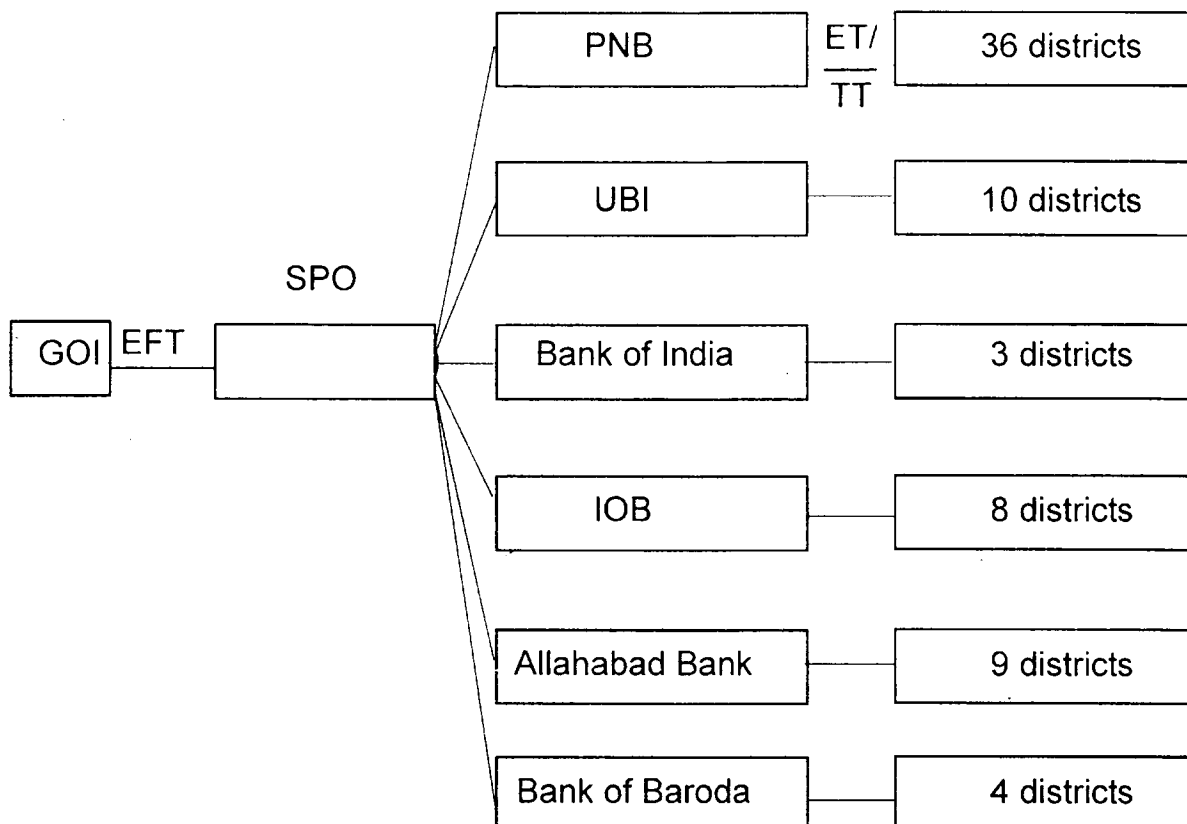 PNB
ET/
TT
36 districts
UBI
10 districts
SPO
GOI
EFT
Bank of India
3 districts
IOB
8 districts
Allahabad Bank
9 districts
Bank of Baroda
4 districts